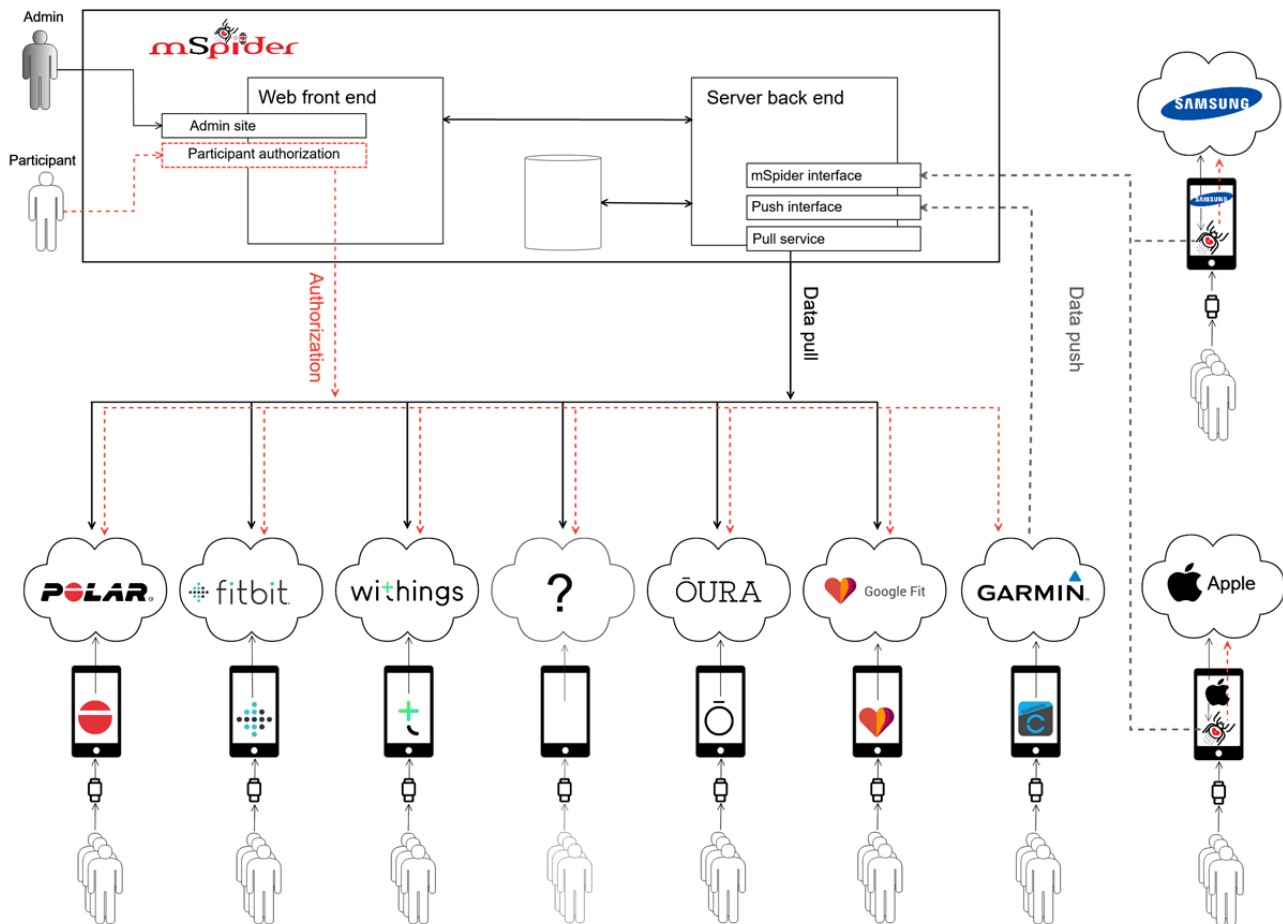 Admin
mSpider
Web front end
Server back end
SAMSUNG
Admin site
Participant authorization
Participant
mSpider interface
Push interface
Pull service
SAMSUNG
Authorization
Data pull
Data push
POLAR
fitbit
withings
?
ŌURA
Google Fit
GARMIN
Apple